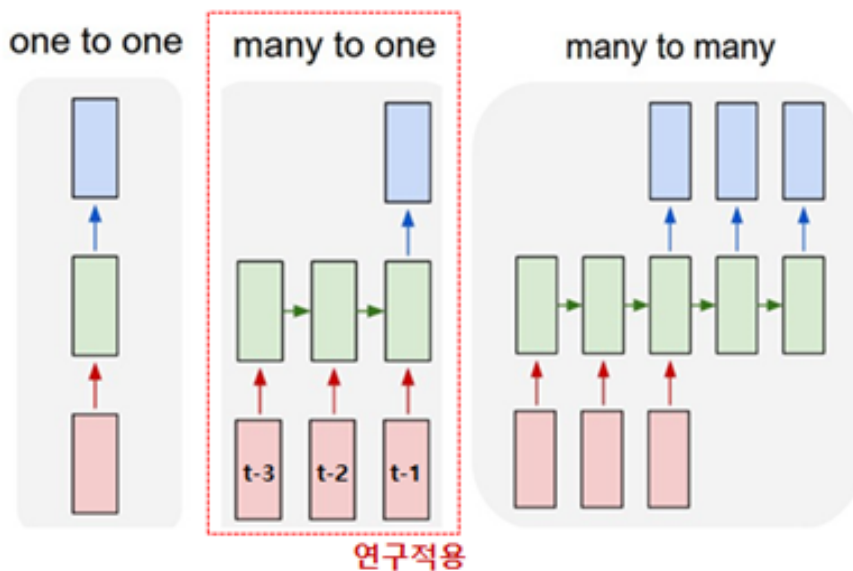 one to one
many to one
many to many
t-3
t-2
t-1
연구적용